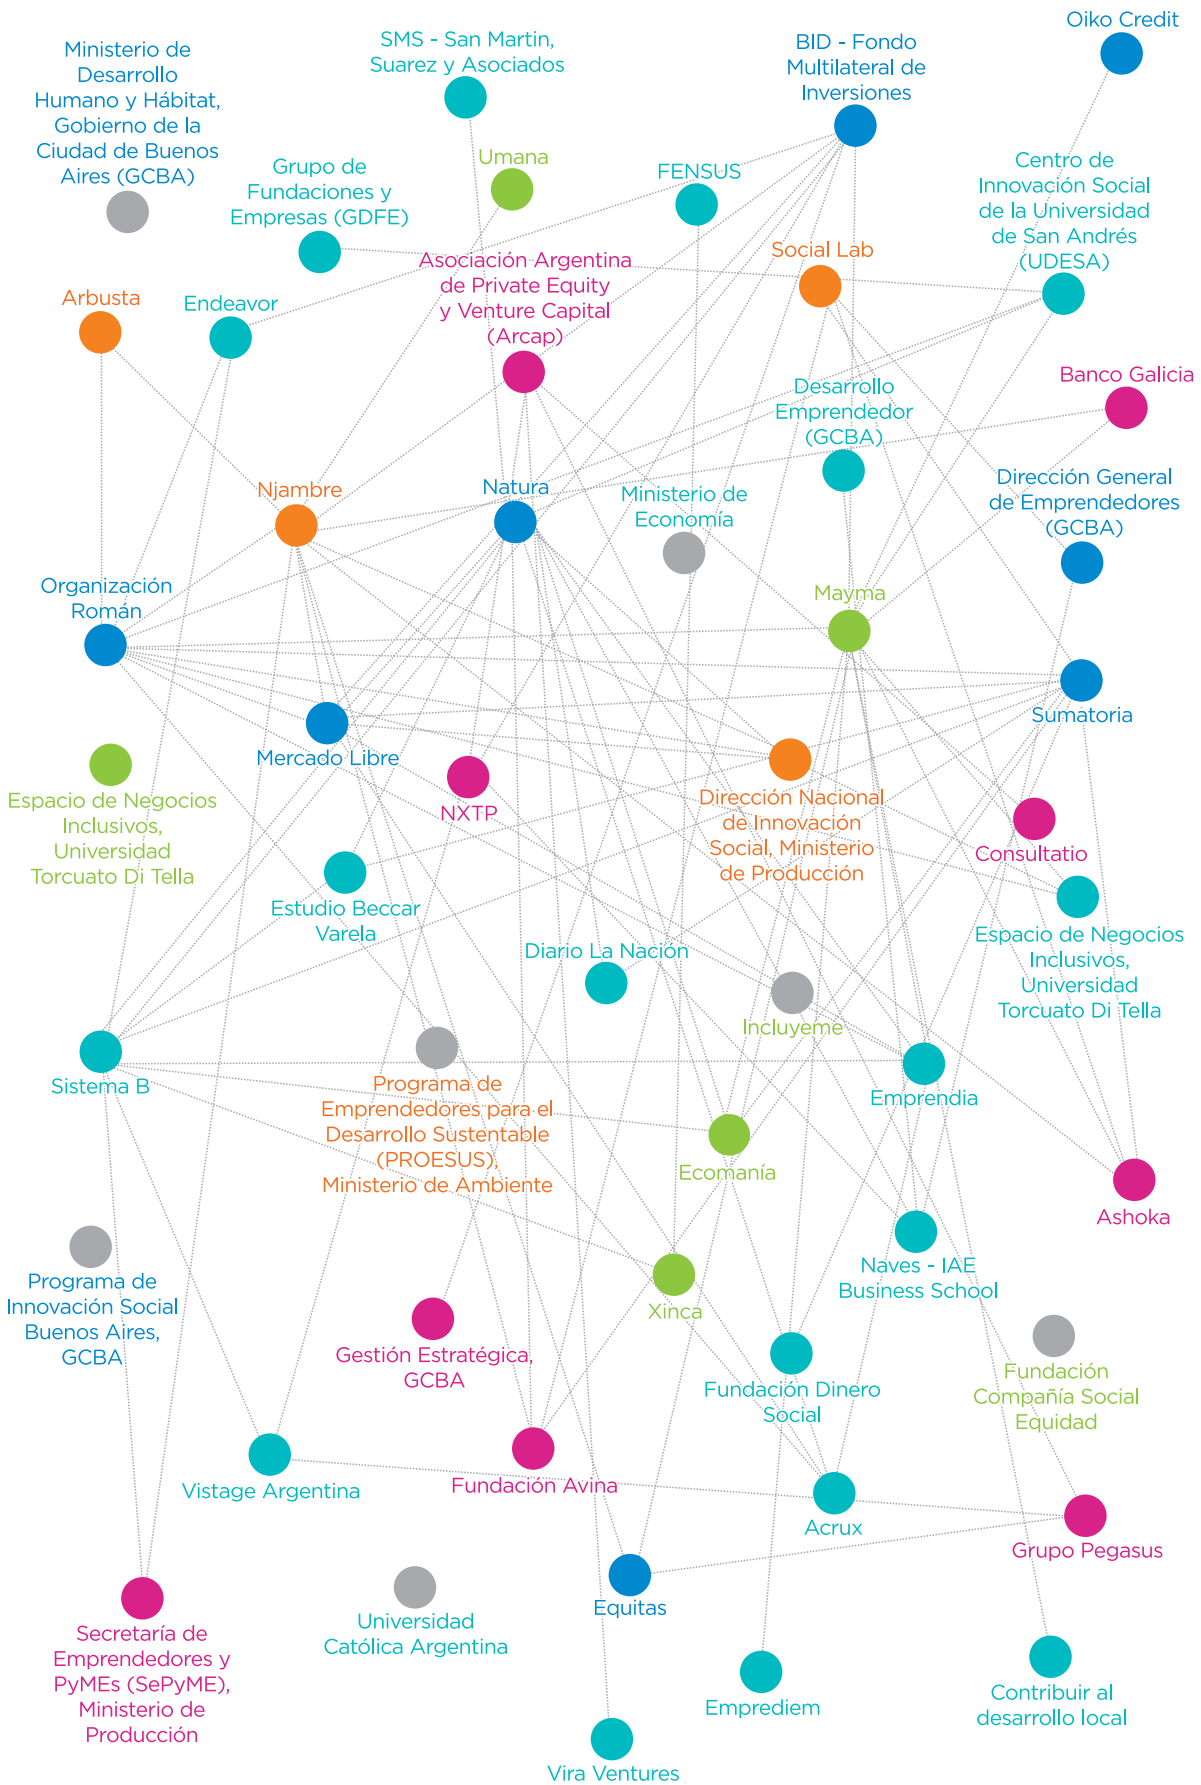 Oiko Credit
Ministerio de
Desarrollo
Humano y Hábitat,
Gobierno de la
Ciudad de Buenos
Aires (GCBA)
SMS - San Martin,
Suarez y Asociados
BID - Fondo
Multilateral de
Inversiones
Umana
Grupo de
Fundaciones y
Empresas (GDFE)
FENSUS
Centro de
Innovación Social
de la Universidad
de San Andrés
(UDESA)
Asociación Argentina
de Private Equity
y Venture Capital
(Arcap)
Social Lab
Arbusta
Endeavor
Banco Galicia
Desarrollo
Emprendedor
(GCBA)
Njambre
Natura
Ministerio de
Economía
Dirección General
de Emprendedores
(GCBA)
Organización
Román
Mayma
Sumatoria
Mercado Libre
Espacio de Negocios
Inclusivos,
Universidad
Torcuato Di Tella
NXTP
Dirección Nacional
de Innovación
Social, Ministerio
de Producción
Consultatio
Estudio Beccar
Varela
Diario La Nación
Espacio de Negocios
Inclusivos,
Universidad
Torcuato Di Tella
Incluyeme
Sistema B
Programa de
Emprendedores para el
Desarrollo Sustentable
(PROESUS),
Ministerio de Ambiente
Emprendia
Ecomanía
Ashoka
Programa de
Innovación Social
Buenos Aires,
GCBA
Xinca
Naves - IAE
Business School
Gestión Estratégica,
GCBA
Fundación Dinero
Social
Fundación
Compañía Social
Equidad
Vistage Argentina
Fundación Avina
Acrux
Grupo Pegasus
Equitas
Universidad
Católica Argentina
Secretaría de
Emprendedores y
PyMEs (SePyME),
Ministerio de
Producción
Emprediem
Contribuir al
desarrollo local
Vira Ventures